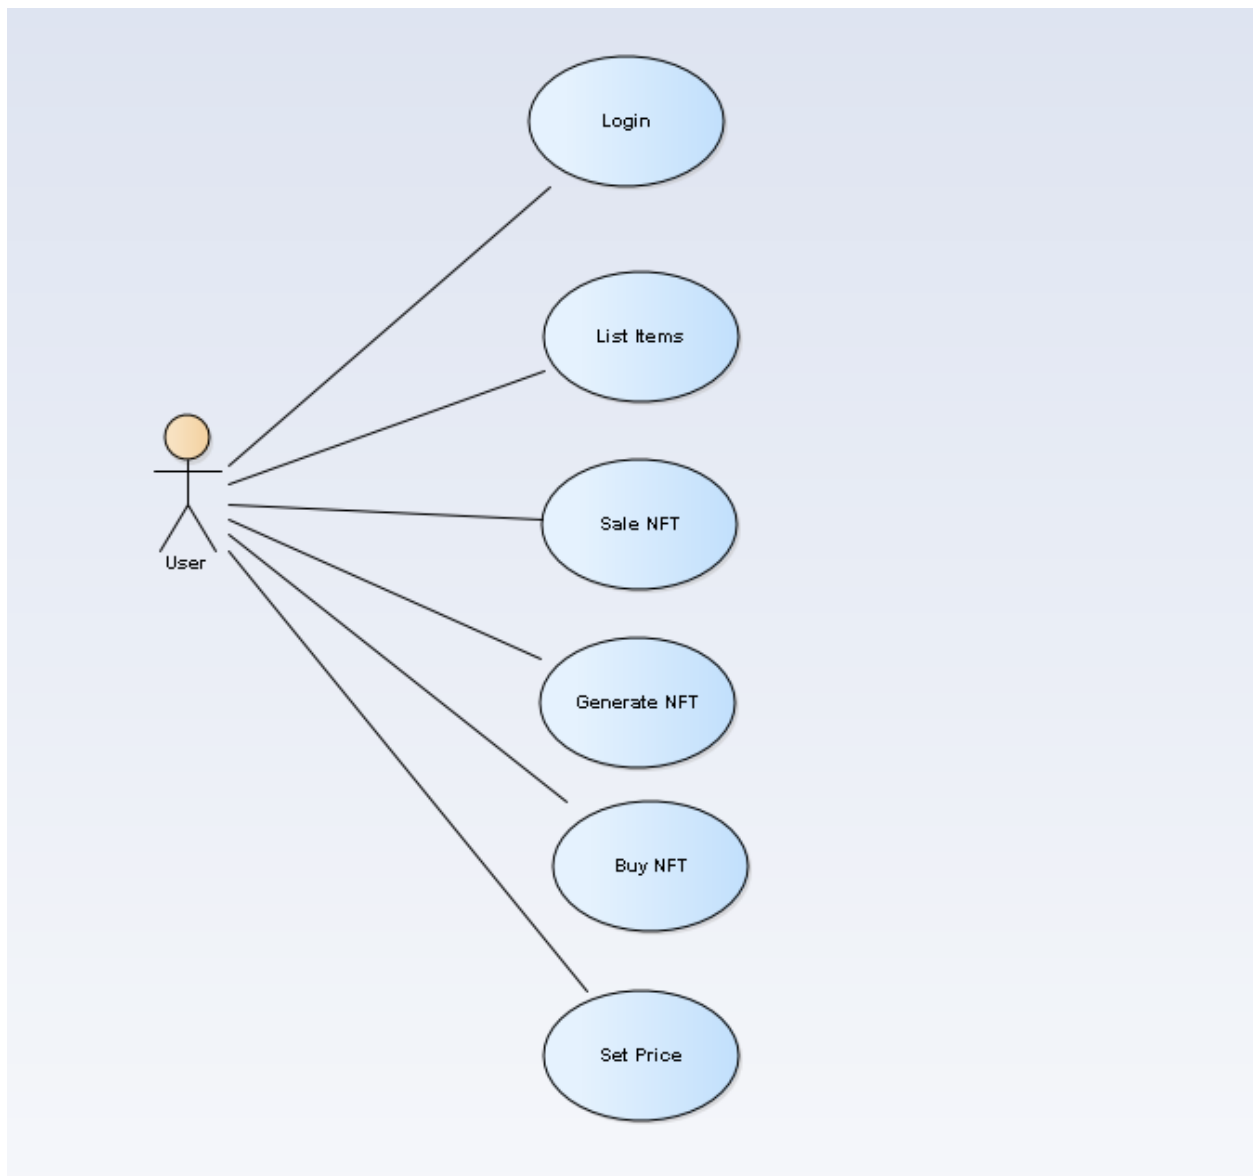 Login
List Items
Sale NFT
User
Generate NFT
Buy NFT
Set Price